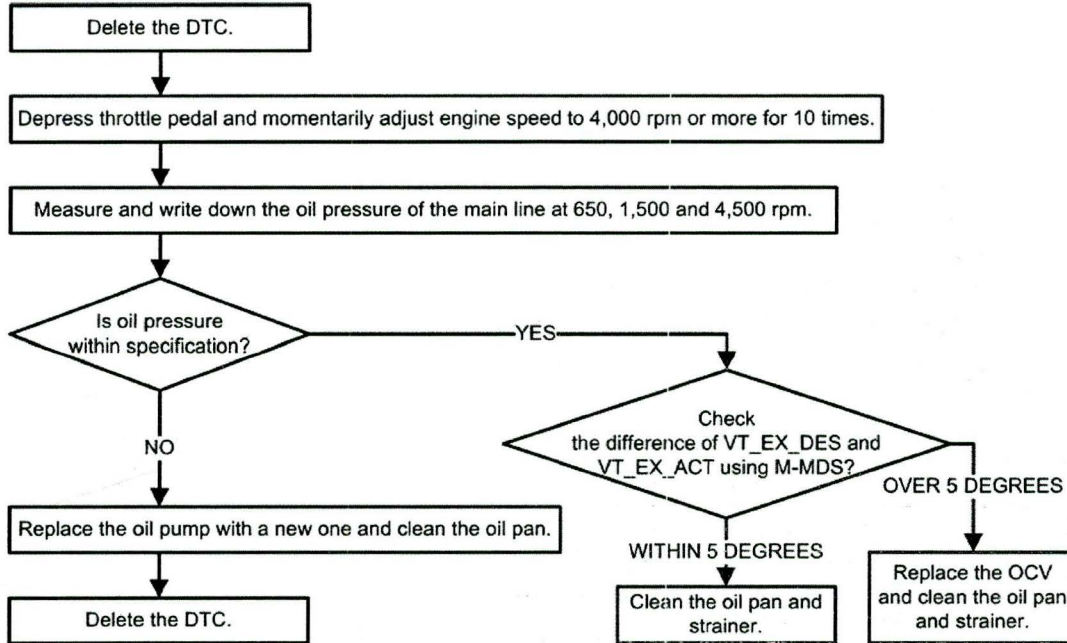 Delete the DTC.
Depress throttle pedal and momentarily adjust engine speed to 4,000 rpm or more for 10 times.
Measure and write down the oil pressure of the main line at 650, 1,500 and 4,500 rpm.
Is oil pressure
within specification?
YES
NO
Check
the difference of VT_EX_DES and
VT_EX_ACT using M-MDS?
OVER 5 DEGREES
WITHIN 5 DEGREES
Replace the oil pump with a new one and clean the oil pan.
Delete the DTC.
Clean the oil pan and
strainer.
Replace the OCV
and clean the oil pan
and strainer.